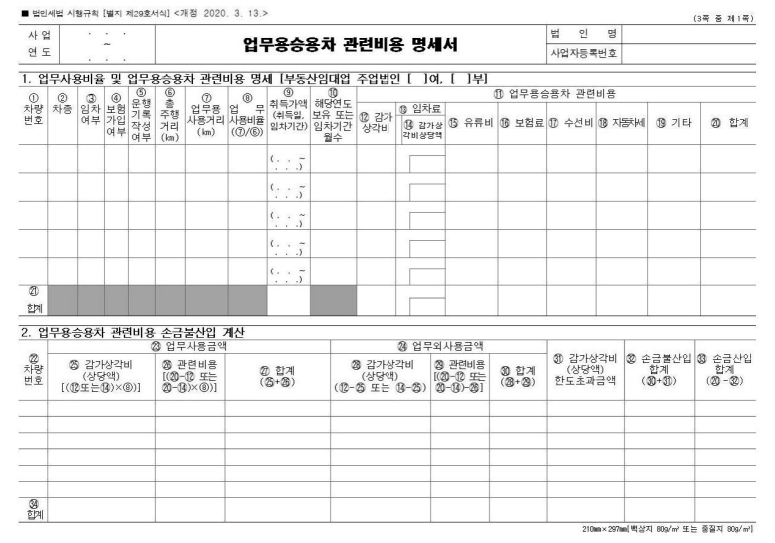 ■ 법인세법 시행규칙 [별지 제29호서식] <개정 2020. 3. 13.>
(3쪽 중 제1쪽)
사 업
연 도
. . .
~
. . .
업무용승용차 관련비용 명세서
법 인 명
사업자등록번호
1. 업무사용비율 및 업무용승용차 관련비용 명세 [부동산임대업 주업법인 [ ]여, [ ]부]
① 차량 번호
② 차종
③ 임차 여부
④ 보험 가입 여부
⑤ 운행 기록 작성 여부
⑥ 총 주행 거리 (㎞)
⑦ 업무용 사용거리 (㎞)
⑧ 업 무 사용비율 (⑦/⑥)
⑨ 취득가액 (취득일, 임차기간)
⑩ 해당연도 보유 또는 임차기간 월수
⑪ 업무용승용차 관련비용
⑫ 감가 상각비
⑬ 임차료
⑭ 감가상 각비상당액
⑮ 유류비
⑯ 보험료
⑰ 수선비
⑱ 자동차세
⑲ 기타
⑳ 합계
( . . ~
. . .)
( . . ~
. . .)
( . . ~
. . .)
( . . ~
. . .)
( . . ~
. . .)
㉑
합계
2. 업무용승용차 관련비용 손금불산입 계산
㉒ 차량 번호
㉓ 업무사용금액
㉔ 업무외사용금액
㉕ 감가상각비
(상당액)
[(⑫또는⑭)×⑧)]
㉖ 관련비용
[(⑳-⑫ 또는
⑳-⑭)×⑧)]
㉗ 합계
(㉕+㉖)
㉘ 감가상각비
(상당액)
(⑫-㉕ 또는 ⑭-㉕)
㉙ 관련비용
[(⑳-⑫ 또는
⑳-⑭)-㉖]
㉚ 합계
(㉘+㉙)
㉛ 감가상각비
(상당액)
한도초과금액
㉜ 손금불산입
합계
(㉚+㉛)
㉝ 손금산입
합계
(⑳-㉜)
㉞
합계
210㎜×297㎜[백상지 80g/㎡ 또는 중질지 80g/㎡]